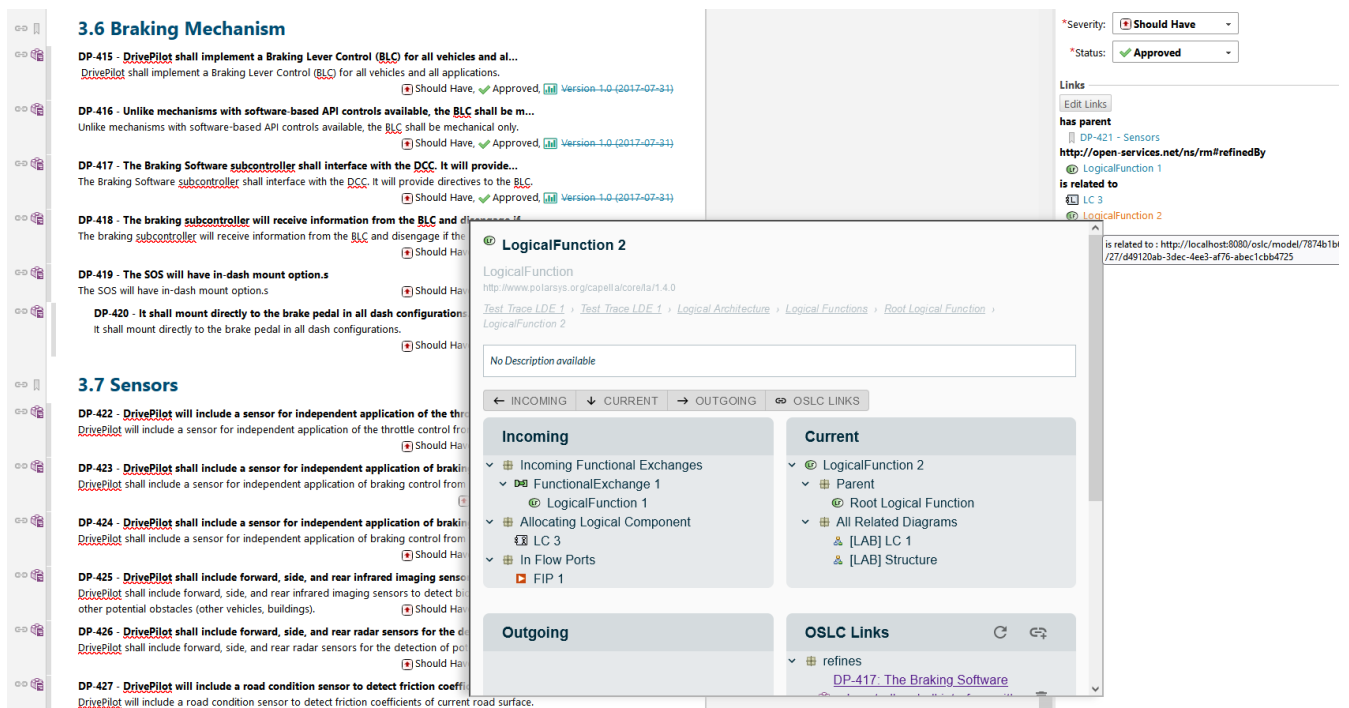 3.6 Braking Mechanism
DP-415 - DrivePilot shall implement a Braking Lever Control (BLC) for all vehicles and al...
DrivePilot shall implement a Braking Lever Control (BLC) for all vehicles and all applications.
Should Have, Approved, Version 1.0 (2017-07-31)
DP-416 - Unlike mechanisms with software-based API controls available, the BLC shall be m...
Unlike mechanisms with software-based API controls available, the BLC shall be mechanical only.
Should Have, Approved, Version 1.0 (2017-07-31)
DP-417 - The Braking Software subcontroller shall interface with the DCC. It will provide...
The Braking Software subcontroller shall interface with the DCC. It will provide directives to the BLC.
Should Have, Approved, Version 1.0 (2017-07-31)
DP-418 - The braking subcontroller will receive information from the BLC and disengage if
The braking subcontroller will receive information from the BLC and disengage if the
Should Hav
DP-419 - The SOS will have in-dash mount option.s
The SOS will have in-dash mount option.s
Should Hav
DP-420 - It shall mount directly to the brake pedal in all dash configurations
It shall mount directly to the brake pedal in all dash configurations.
Should Hav
3.7 Sensors
DP-422 - DrivePilot will include a sensor for independent application of the thro
DrivePilot will include a sensor for independent application of the throttle control fro
Should Hav
DP-423 - DrivePilot shall include a sensor for independent application of brakin
DrivePilot shall include a sensor for independent application of braking control from
DP-424 - DrivePilot shall include a sensor for independent application of brakin
DrivePilot shall include a sensor for independent application of braking control from
Should Hav
DP-425 - DrivePilot shall include forward, side, and rear infrared imaging senso
DrivePilot shall include forward, side, and rear infrared imaging sensors to detect bic
other potential obstacles (other vehicles, buildings).
Should Hav
DP-426 - DrivePilot shall include forward, side, and rear radar sensors for the de
DrivePilot shall include forward, side, and rear radar sensors for the detection of pot
Should Hav
DP-427 - DrivePilot will include a road condition sensor to detect friction coeffi
DrivePilot will include a road condition sensor to detect friction coefficients of current road surface.
*Severity: Should Have
*Status: Approved
Links
Edit Links
has parent
DP-421 - Sensors
http://open-services.net/ns/rm#refinedBy
LogicalFunction 1
is related to
LC 3
LogicalFunction 2
is related to : http://localhost:8080/oslc/model/7874b1b
/27/d49120ab-3dec-4ee3-af76-abec1cbb4725
LogicalFunction 2
LogicalFunction
http://www.polarsys.org/capella/core/la/1.4.0
Test Trace LDE 1 › Test Trace LDE 1 › Logical Architecture › Logical Functions › Root Logical Function ›
LogicalFunction 2
No Description available
INCOMING CURRENT OUTGOING OSLC LINKS
Incoming
Incoming Functional Exchanges
FunctionalExchange 1
LogicalFunction 1
Allocating Logical Component
LC 3
In Flow Ports
FIP 1
Current
LogicalFunction 2
Parent
Root Logical Function
All Related Diagrams
[LAB] LC 1
[LAB] Structure
Outgoing
OSLC Links
refines
DP-417: The Braking Software